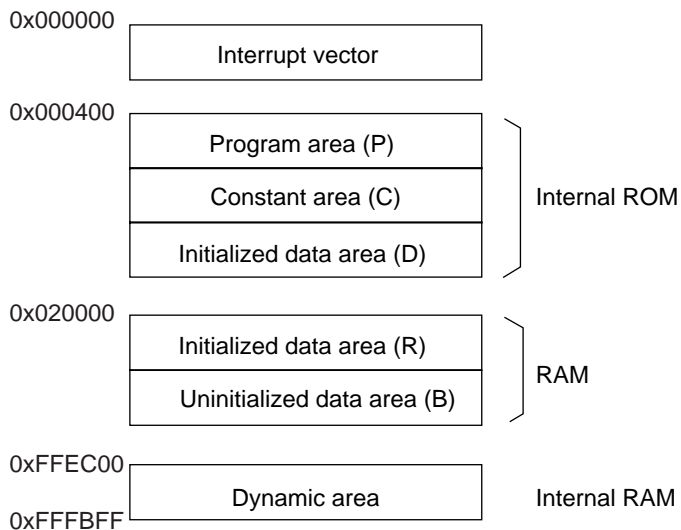 0x000000
Interrupt vector
0x000400
Program area (P)
Constant area (C)
Internal ROM
Initialized data area (D)
0x020000
Initialized data area (R)
RAM
Uninitialized data area (B)
0xFFEC00
Dynamic area
Internal RAM
0xFFFBFF